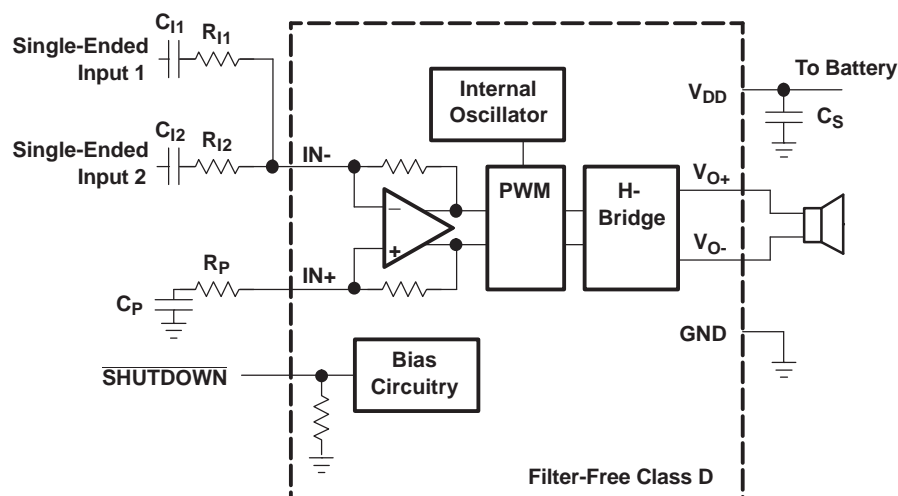 C_I1 R_I1
Single-Ended
Input 1
C_I2 R_I2
Single-Ended
Input 2
IN-
R_P
IN+
C_P
SHUTDOWN
Internal
Oscillator
PWM
H-
Bridge
−
+
Bias
Circuitry
V_DD
To Battery
C_S
V_O+
V_O-
GND
Filter-Free Class D